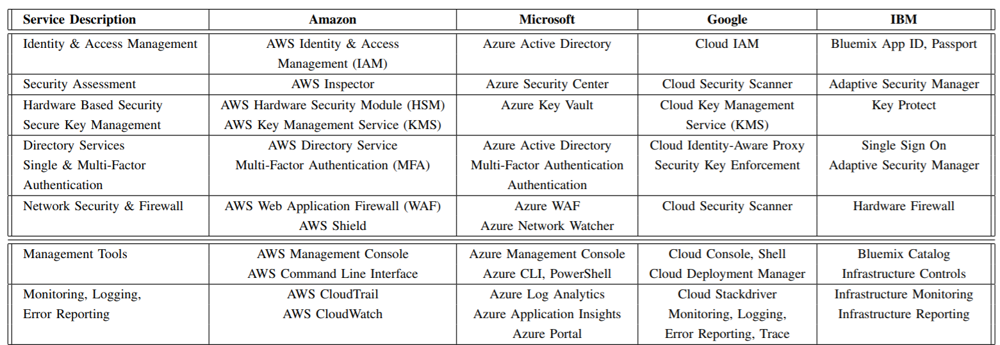 Service Description Amazon Microsoft Google IBM
Identity & Access Management AWS Identity & Access Azure Active Directory Cloud IAM Bluemix App ID, Passport
Management (IAM)
Security Assessment AWS Inspector Azure Security Center Cloud Security Scanner Adaptive Security Manager
Hardware Based Security AWS Hardware Security Module (HSM) Azure Key Vault Cloud Key Management Key Protect
Secure Key Management AWS Key Management Service (KMS) Service (KMS)
Directory Services AWS Directory Service Azure Active Directory Cloud Identity-Aware Proxy Single Sign On
Single & Multi-Factor Multi-Factor Authentication (MFA) Multi-Factor Authentication Security Key Enforcement Adaptive Security Manager
Authentication Authentication
Network Security & Firewall AWS Web Application Firewall (WAF) Azure WAF Cloud Security Scanner Hardware Firewall
AWS Shield Azure Network Watcher
Management Tools AWS Management Console Azure Management Console Cloud Console, Shell Bluemix Catalog
AWS Command Line Interface Azure CLI, PowerShell Cloud Deployment Manager Infrastructure Controls
Monitoring, Logging, AWS CloudTrail Azure Log Analytics Cloud Stackdriver Infrastructure Monitoring
Error Reporting AWS CloudWatch Azure Application Insights Monitoring, Logging, Infrastructure Reporting
Azure Portal Error Reporting, Trace